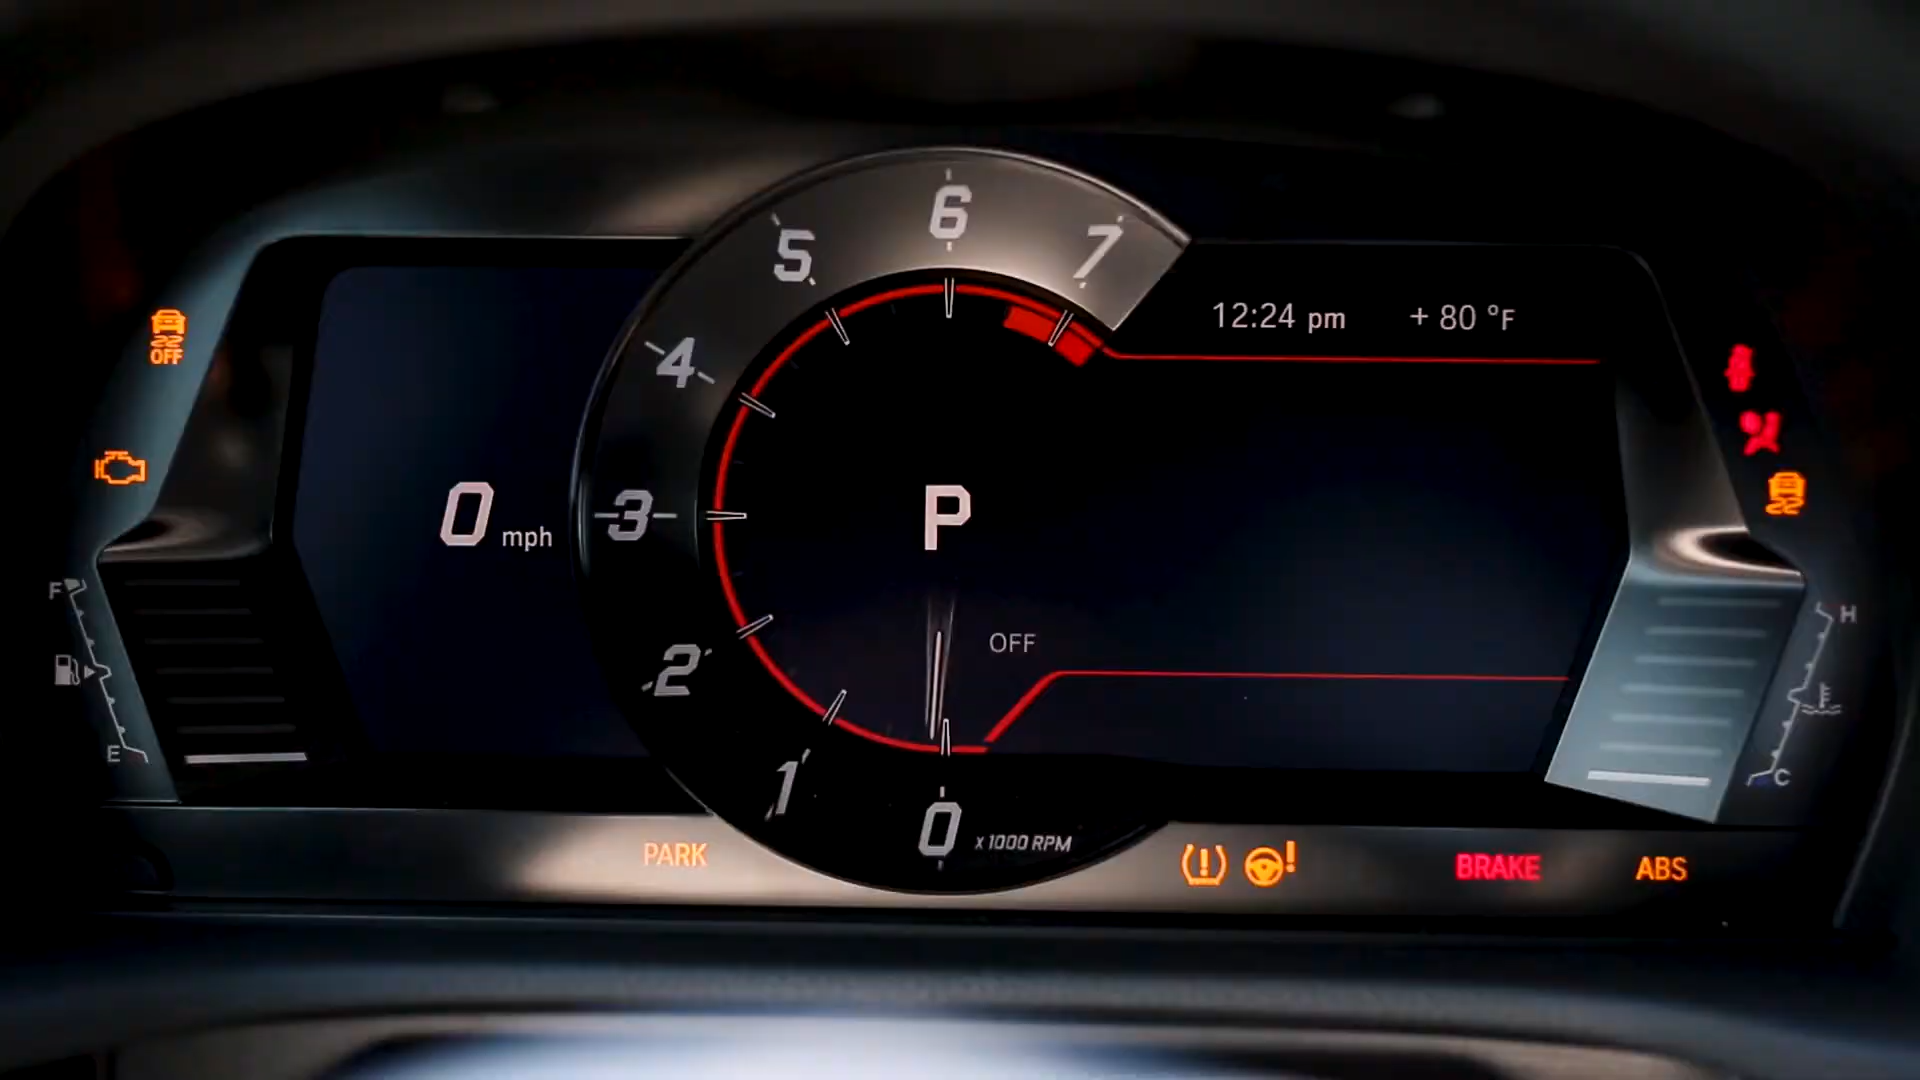 6
5
7
12:24 pm
+ 80 °F
OFF
4
3
0 mph
P
F
H
OFF
2
E
C
1
0
x 1000 RPM
PARK
BRAKE
ABS